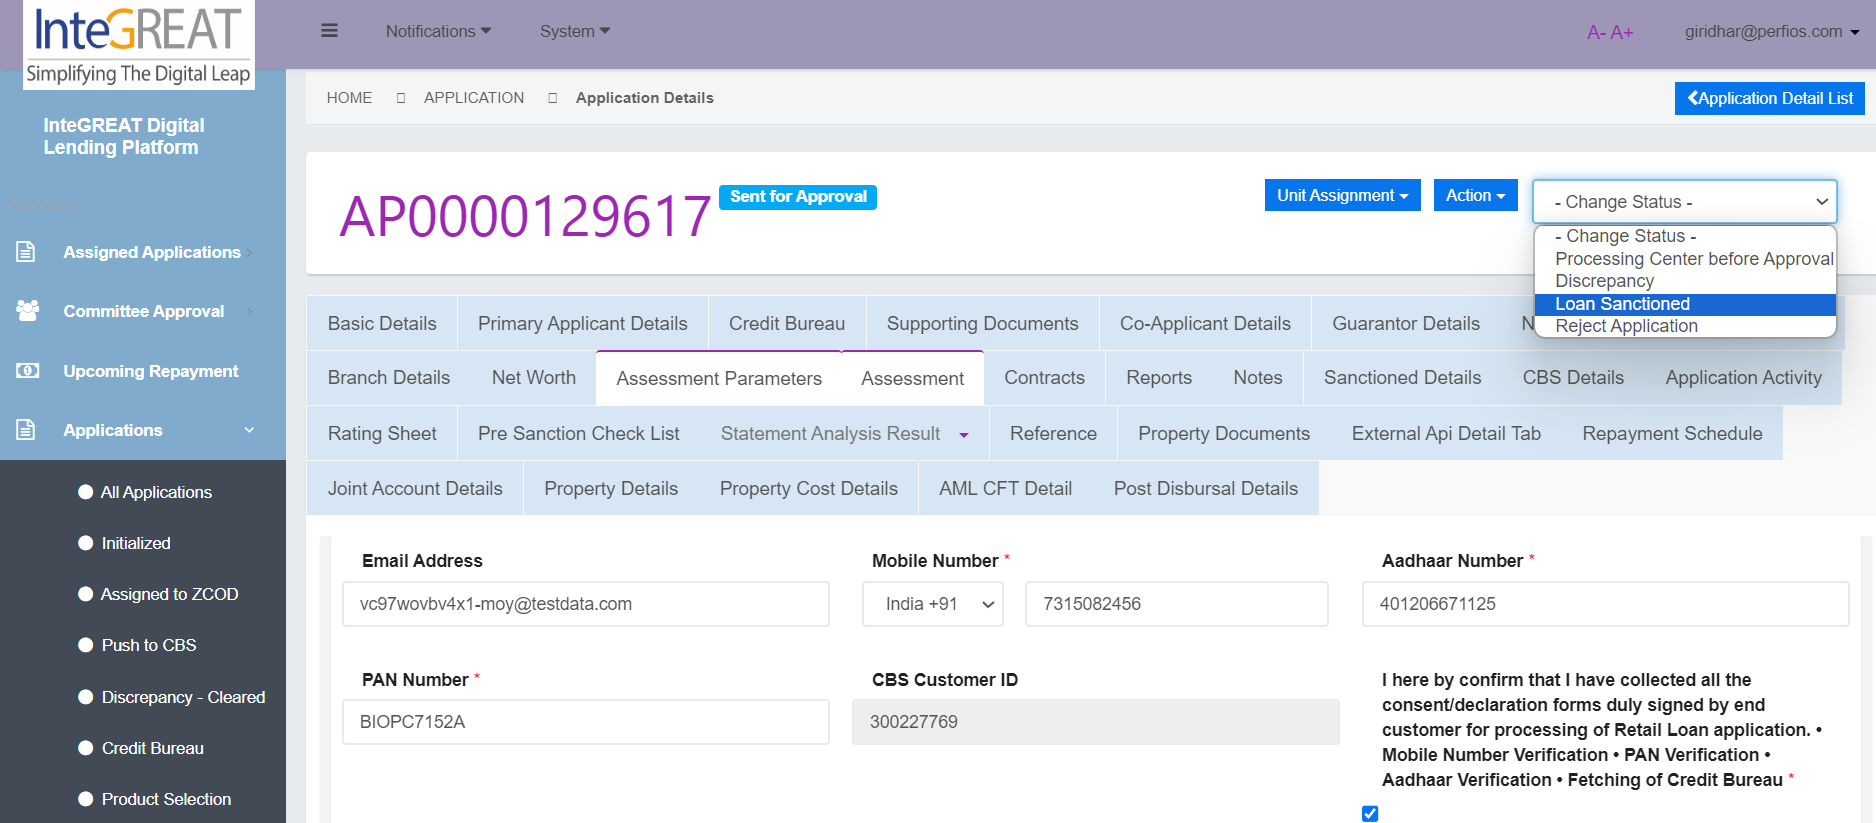 InteGREAT
Simplifying The Digital Leap
Notifications
System
A- A+
giridhar@perfios.com
InteGREAT Digital
Lending Platform
Navigation
Assigned Applications
Committee Approval
Upcoming Repayment
Applications
All Applications
Initialized
Assigned to ZCOD
Push to CBS
Discrepancy - Cleared
Credit Bureau
Product Selection
HOME APPLICATION Application Details
Application Detail List
AP0000129617
Sent for Approval
Unit Assignment
Action
- Change Status -
- Change Status -
Processing Center before Approval
Discrepancy
Loan Sanctioned
Reject Application
Basic Details Primary Applicant Details Credit Bureau Supporting Documents Co-Applicant Details Guarantor Details
Branch Details Net Worth Assessment Parameters Assessment Contracts Reports Notes Sanctioned Details CBS Details Application Activity
Rating Sheet Pre Sanction Check List Statement Analysis Result Reference Property Documents External Api Detail Tab Repayment Schedule
Joint Account Details Property Details Property Cost Details AML CFT Detail Post Disbursal Details
Email Address
vc97wovbv4x1-moy@testdata.com
Mobile Number *
India +91 7315082456
Aadhaar Number *
401206671125
PAN Number *
BIOPC7152A
CBS Customer ID
300227769
I here by confirm that I have collected all the
consent/declaration forms duly signed by end
customer for processing of Retail Loan application. •
Mobile Number Verification • PAN Verification •
Aadhaar Verification • Fetching of Credit Bureau *